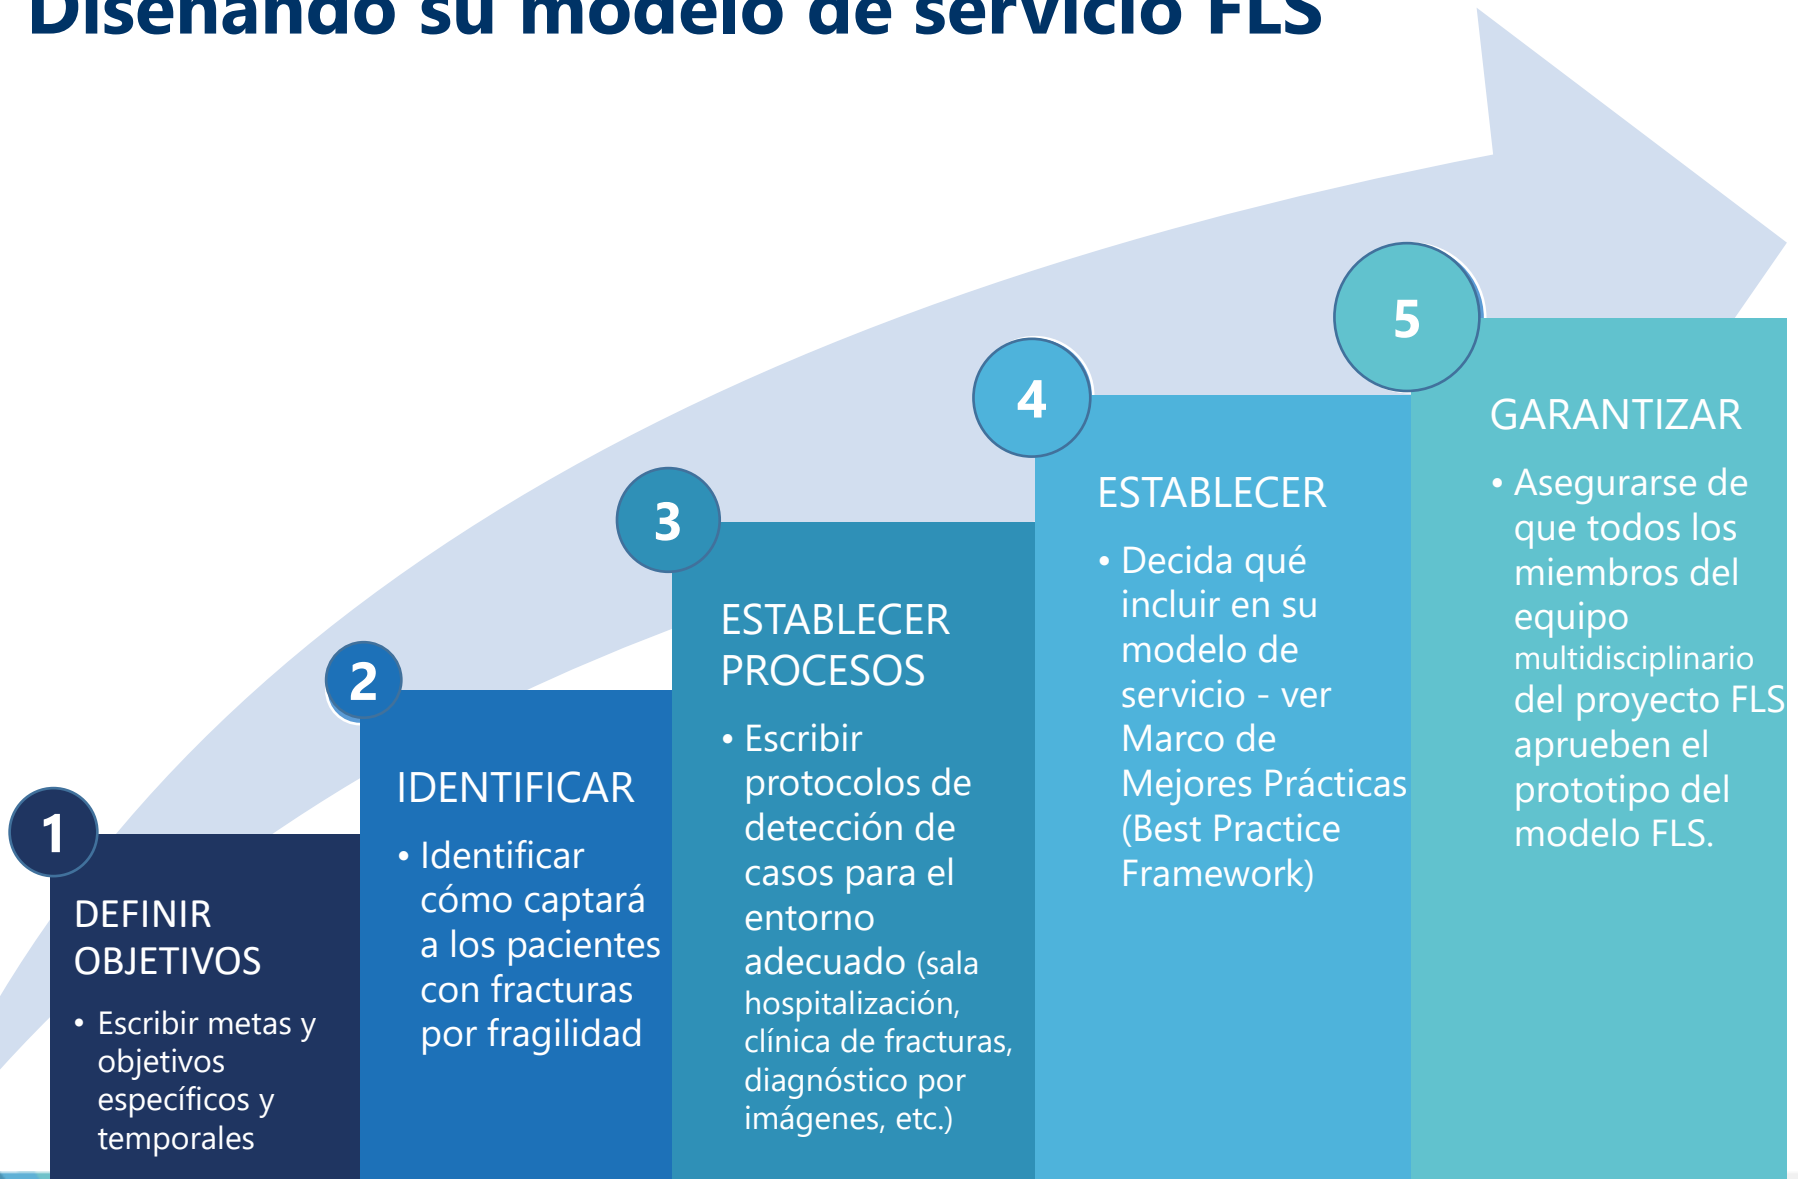 Diseñando su modelo de servicio FLS
1
DEFINIR
OBJETIVOS
• Escribir metas y
objetivos
específicos y
temporales
2
IDENTIFICAR
• Identificar
cómo captará
a los pacientes
con fracturas
por fragilidad
3
ESTABLECER
PROCESOS
• Escribir
protocolos de
detección de
casos para el
entorno
adecuado (sala
hospitalización,
clínica de fracturas,
diagnóstico por
imágenes, etc.)
4
ESTABLECER
• Decida qué
incluir en su
modelo de
servicio - ver
Marco de
Mejores Prácticas
(Best Practice
Framework)
5
GARANTIZAR
• Asegurarse de
que todos los
miembros del
equipo
multidisciplinario
del proyecto FLS
aprueben el
prototipo del
modelo FLS.